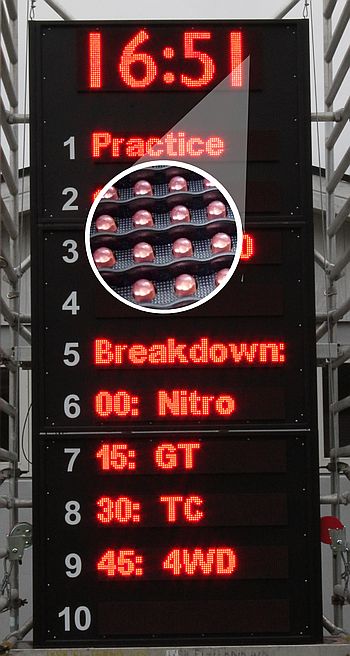 16:51
1 Practice
2
3
4
5 Breakdown:
6 00: Nitro
7 15: GT
8 30: TC
9 45: 4WD
10